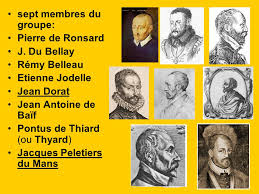 • sept membres du
groupe:
• Pierre de Ronsard
• J. Du Bellay
• Rémy Belleau
• Etienne Jodelle
• Jean Dorat
• Jean Antoine de
Baïf
• Pontus de Thiard
(ou Thyard)
• Jacques Peletiers
du Mans